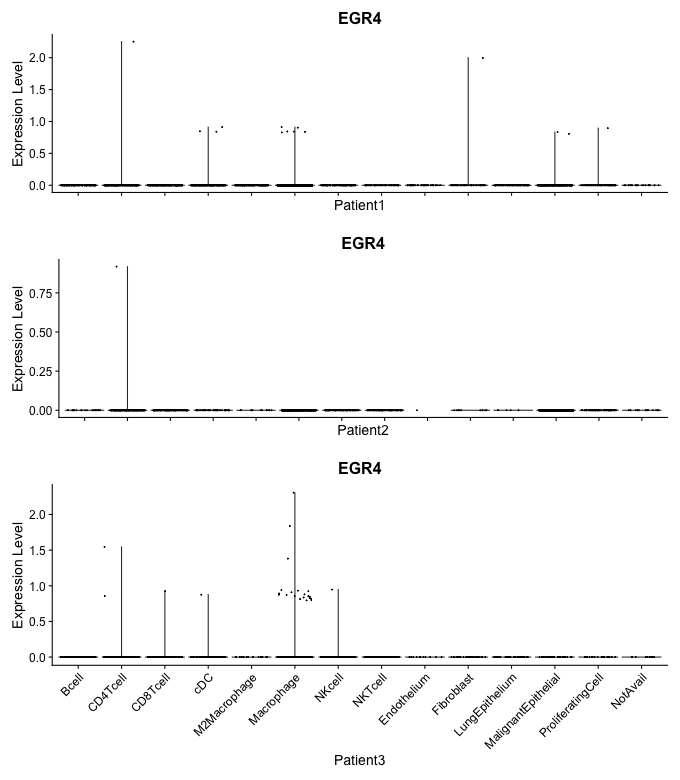 EGR4
Expression Level
2.0
1.5
1.0
0.5
0.0
Patient1
EGR4
Expression Level
0.75
0.50
0.25
0.00
Patient2
EGR4
Expression Level
2.0
1.5
1.0
0.5
0.0
Bcell
CD4Tcell
CD8Tcell
cDC
M2Macrophage
Macrophage
NKcell
NKTcell
Endothelium
Fibroblast
LungEpithelium
MalignantEpithelial
ProliferatingCell
NotAvail
Patient3